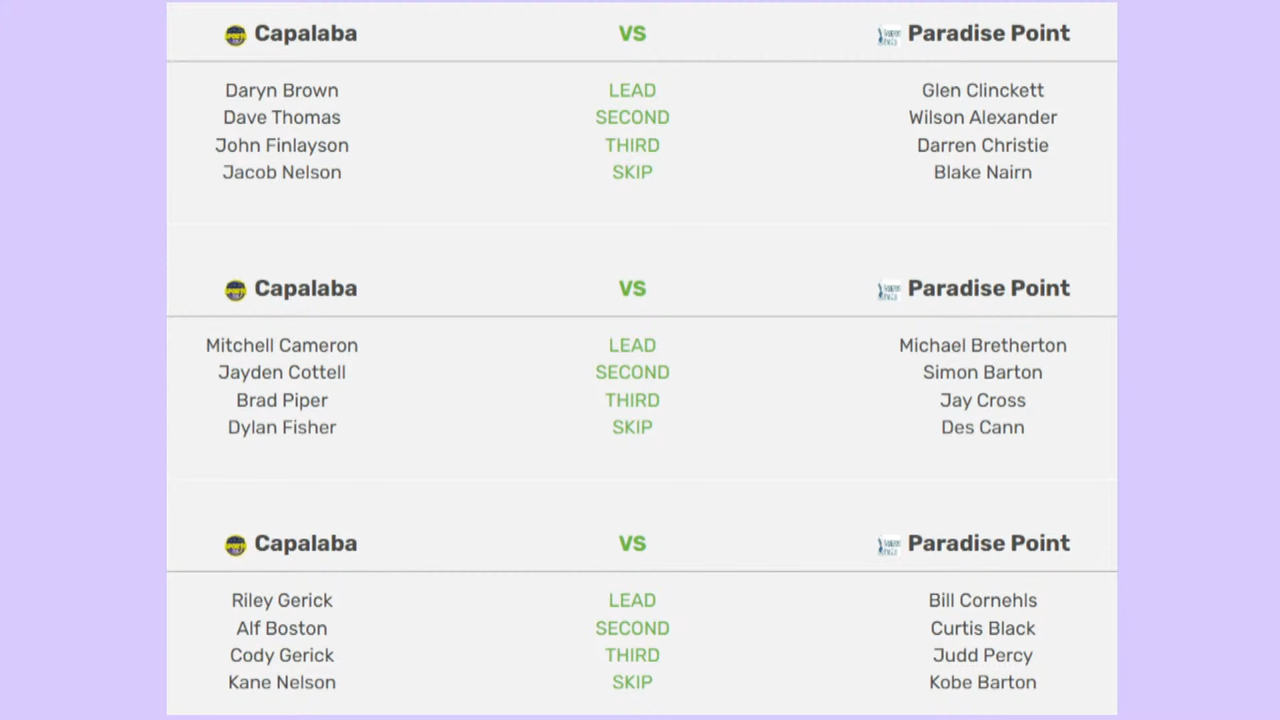 Capalaba VS Paradise Point
Daryn Brown LEAD Glen Clinckett
Dave Thomas SECOND Wilson Alexander
John Finlayson THIRD Darren Christie
Jacob Nelson SKIP Blake Nairn
Capalaba VS Paradise Point
Mitchell Cameron LEAD Michael Bretherton
Jayden Cottell SECOND Simon Barton
Brad Piper THIRD Jay Cross
Dylan Fisher SKIP Des Cann
Capalaba VS Paradise Point
Riley Gerick LEAD Bill Cornehls
Alf Boston SECOND Curtis Black
Cody Gerick THIRD Judd Percy
Kane Nelson SKIP Kobe Barton